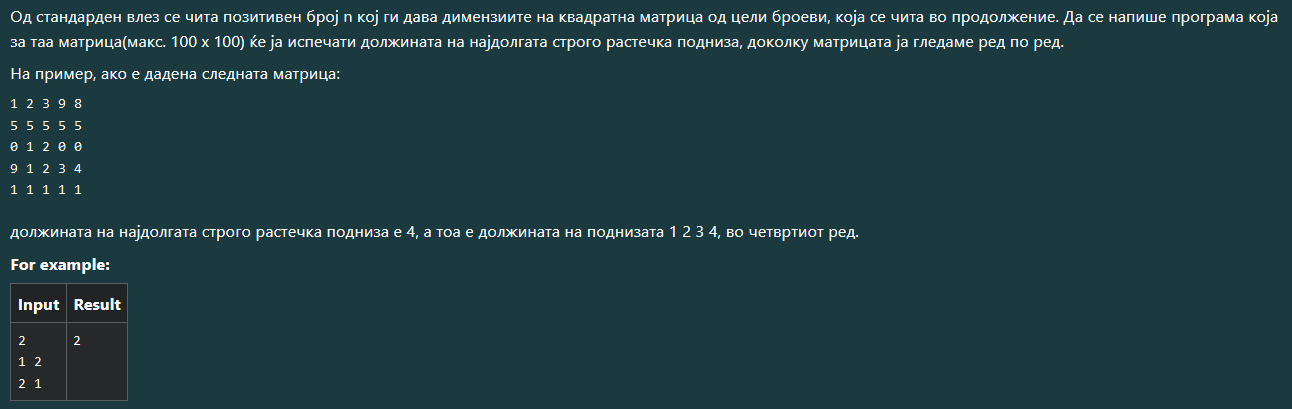 Од стандарден влез се чита позитивен број n кој ги дава димензиите на квадратна матрица од цели броеви, која се чита во продолжение. Да се напише програма која
за таа матрица(макс. 100 x 100) ќе ја испечати должината на најдолгата строго растечка подниза, доколку матрицата ја гледаме ред по ред.
На пример, ако е дадена следната матрица:
1 2 3 9 8
5 5 5 5 5
0 1 2 0 0
9 1 2 3 4
1 1 1 1 1
должината на најдолгата строго растечка подниза е 4, а тоа е должината на поднизата 1 2 3 4, во четвртиот ред.
For example:
Input Result
2 2
1 2
2 1